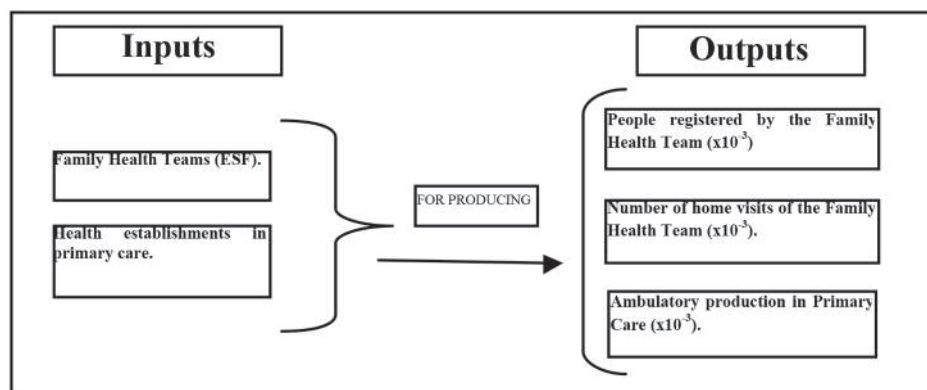 Inputs
Outputs
Family Health Teams (ESF).
Health establishments in
primary care.
FOR PRODUCING
People registered by the Family
Health Team (x10⁻³)
Number of home visits of the Family
Health Team (x10⁻³).
Ambulatory production in Primary
Care (x10⁻³).